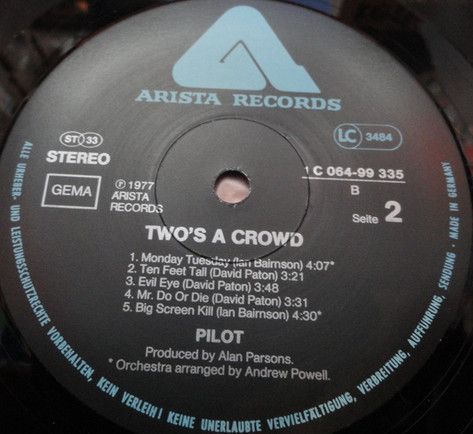 ARISTA RECORDS
ST 33
STEREO
GEMA
℗ 1977
ARISTA
RECORDS
LC 3484
1C 064-99 335
B
Seite 2
TWO'S A CROWD
1. Monday Tuesday (Ian Bairnson) 4:07*
2. Ten Feet Tall (David Paton) 3:21
3. Evil Eye (David Paton) 3:48
4. Mr. Do Or Die (David Paton) 3:31
5. Big Screen Kill (Ian Bairnson) 4:30*
PILOT
Produced by Alan Parsons.
*Orchestra arranged by Andrew Powell.
ALLE URHEBER- UND LEISTUNGSSCHUTZRECHTE VORBEHALTEN, KEIN VERLEIH! KEINE UNERLAUBTE VERVIELFÄLTIGUNG, VERBREITUNG, AUFFÜHRUNG, SENDUNG · MADE IN GERMANY